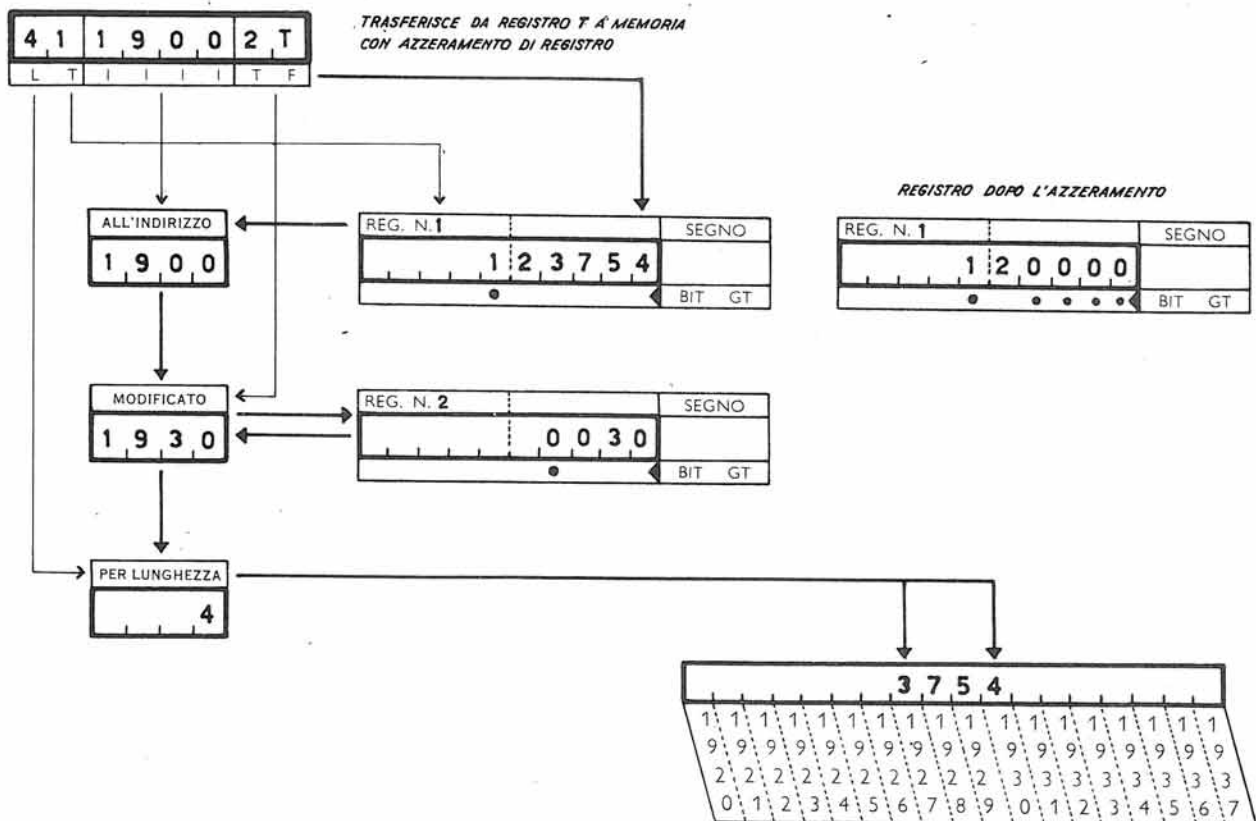 4 1 1 9 0 0 2 T
L T I I I I T F
TRASFERISCE DA REGISTRO T A MEMORIA
CON AZZERAMENTO DI REGISTRO
REGISTRO DOPO L'AZZERAMENTO
ALL'INDIRIZZO
1 9 0 0
REG. N. 1 SEGNO
1 2 3 7 5 4
BIT GT
REG. N. 1 SEGNO
1 2 0 0 0 0
BIT GT
MODIFICATO
1 9 3 0
REG. N. 2 SEGNO
0 0 3 0
BIT GT
PER LUNGHEZZA
4
3 7 5 4
1 1 1 1 1 1 1 1 1 1 1 1 1 1 1 1 1 1
9 9 9 9 9 9 9 9 9 9 9 9 9 9 9 9 9 9
2 2 2 2 2 2 2 2 2 2 3 3 3 3 3 3 3 3
0 1 2 3 4 5 6 7 8 9 0 1 2 3 4 5 6 7